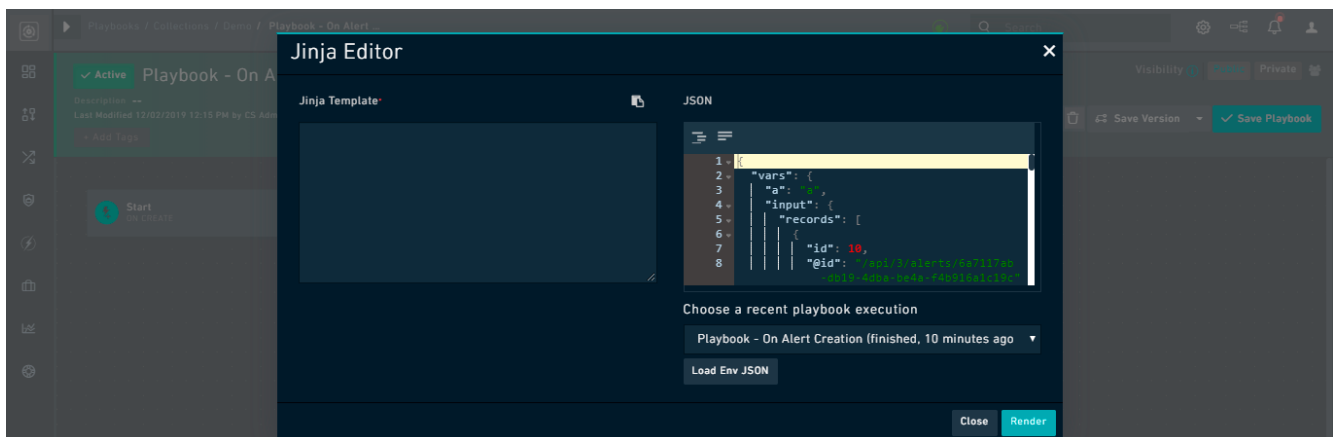 Playbooks / Collections / Demo / Playbook - On Alert ...
Search
Jinja Editor
Active
Playbook - On A
Visibility
Private
Description --
Last Modified 12/02/2019 12:15 PM by CS Adm
+ Add Tags
Save Version
Save Playbook
Start
ON CREATE
Jinja Template
JSON
1 {
2 "vars": {
3 "a": "a",
4 "input": {
5 "records": [
6 {
7 "id": 10,
8 "@id": "/api/3/alerts/6a7117ab
-db19-4dba-be4a-f4b916a1c19c"
Choose a recent playbook execution
Playbook - On Alert Creation (finished, 10 minutes ago
Load Env JSON
Close
Render